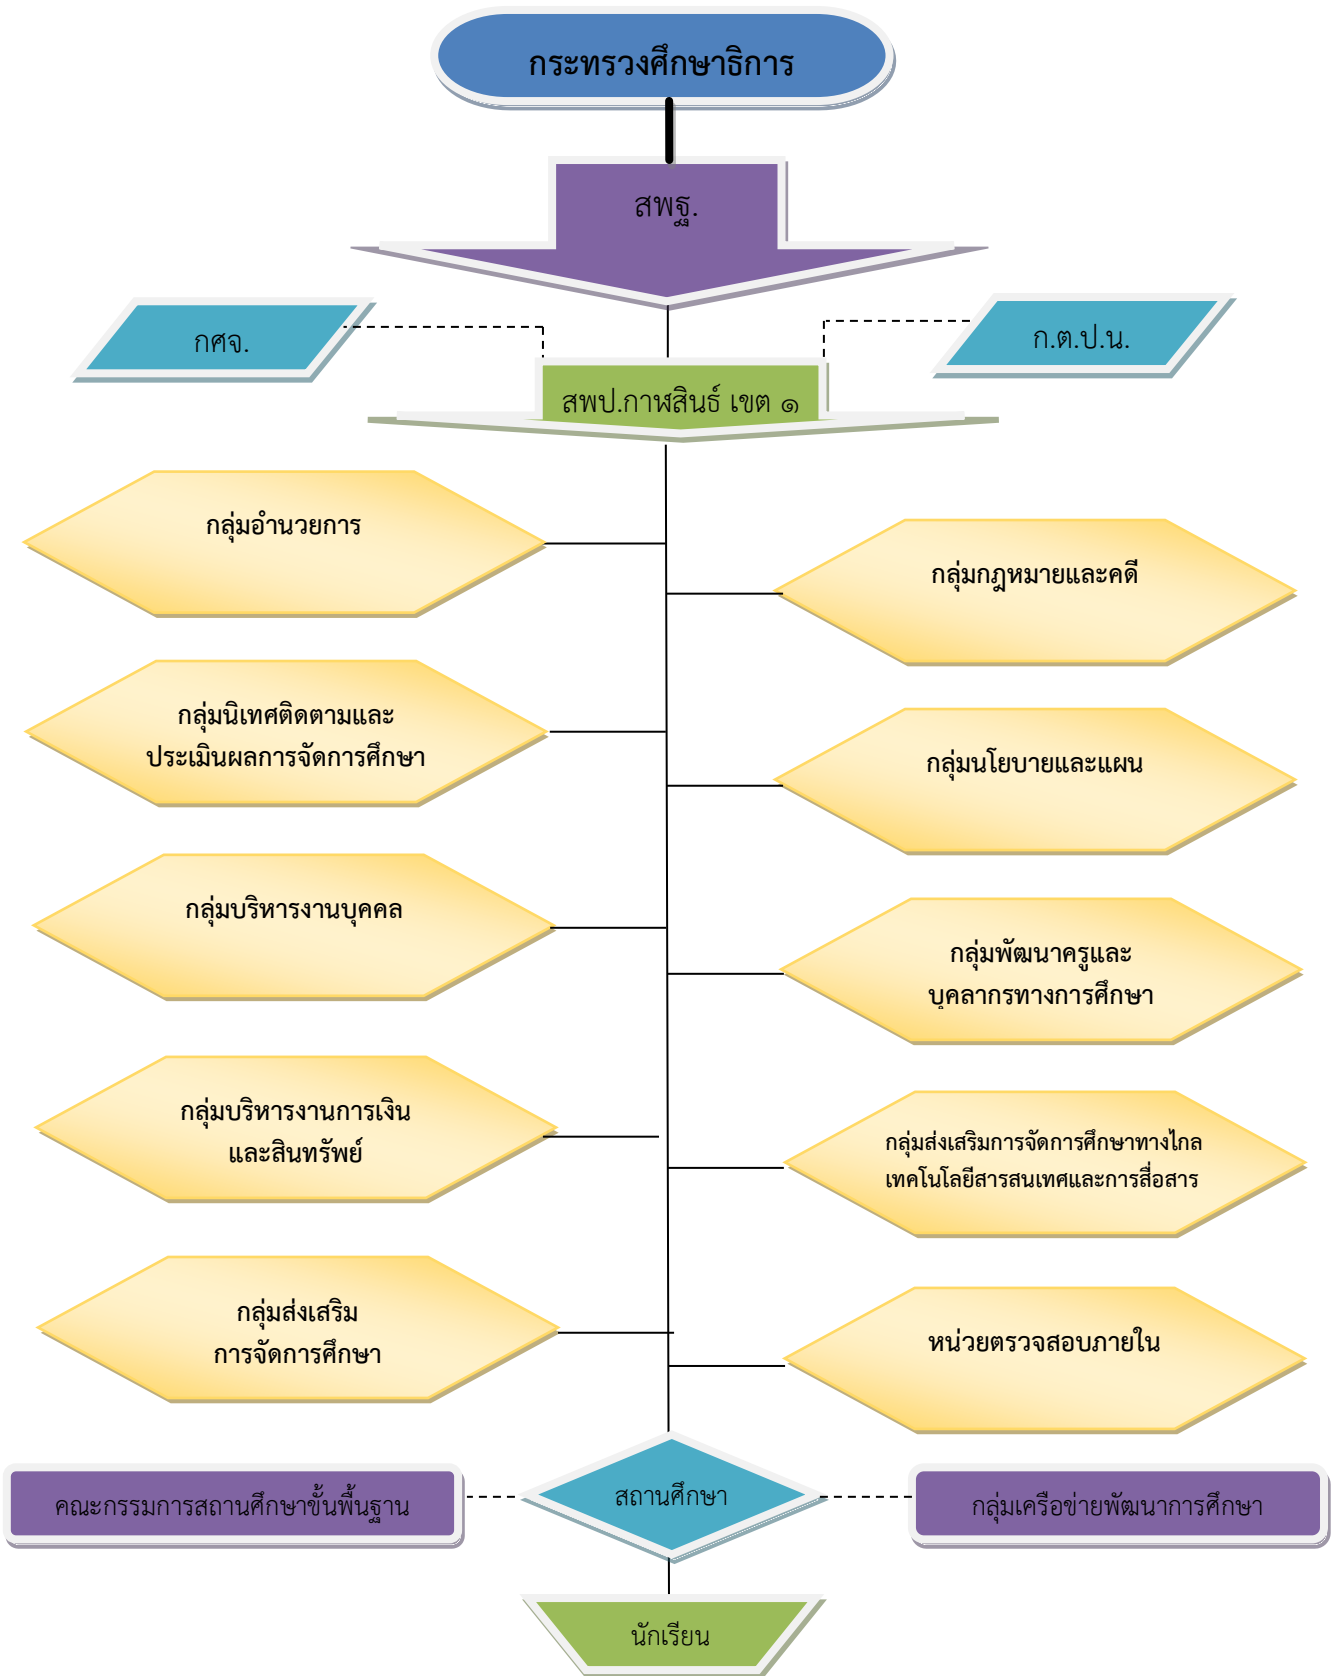 กระทรวงศึกษาธิการ
สพฐ.
กศจ.
ก.ต.ป.น.
สพป.กาฬสินธุ์ เขต ๑
กลุ่มอำนวยการ
กลุ่มกฎหมายและคดี
กลุ่มนิเทศติดตามและ
ประเมินผลการจัดการศึกษา
กลุ่มนโยบายและแผน
กลุ่มบริหารงานบุคคล
กลุ่มพัฒนาครูและ
บุคลากรทางการศึกษา
กลุ่มบริหารงานการเงิน
และสินทรัพย์
กลุ่มส่งเสริมการจัดการศึกษาทางไกล
เทคโนโลยีสารสนเทศและการสื่อสาร
กลุ่มส่งเสริม
การจัดการศึกษา
หน่วยตรวจสอบภายใน
คณะกรรมการสถานศึกษาขั้นพื้นฐาน
สถานศึกษา
กลุ่มเครือข่ายพัฒนาการศึกษา
นักเรียน